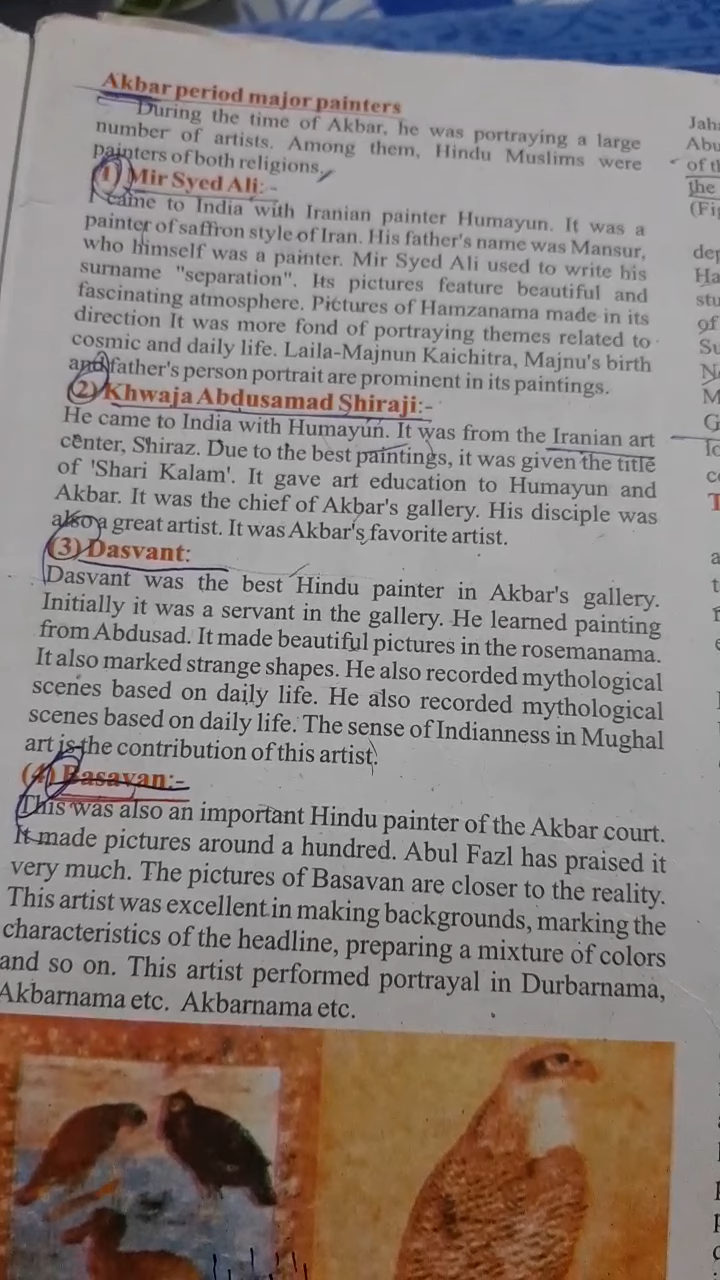 Akbar period major painters
During the time of Akbar, he was portraying a large
number of artists. Among them, Hindu Muslims were
painters of both religions.
(1) Mir Syed Ali: -
I came to India with Iranian painter Humayun. It was a
painter of saffron style of Iran. His father's name was Mansur,
who himself was a painter. Mir Syed Ali used to write his
surname "separation". Its pictures feature beautiful and
fascinating atmosphere. Pictures of Hamzanama made in its
direction It was more fond of portraying themes related to
cosmic and daily life. Laila-Majnun Kaichitra, Majnu's birth
and father's person portrait are prominent in its paintings.
(2) Khwaja Abdusamad Shiraji:-
He came to India with Humayun. It was from the Iranian art
center, Shiraz. Due to the best paintings, it was given the title
of 'Shari Kalam'. It gave art education to Humayun and
Akbar. It was the chief of Akbar's gallery. His disciple was
also a great artist. It was Akbar's favorite artist.
(3) Dasvant:
Dasvant was the best Hindu painter in Akbar's gallery.
Initially it was a servant in the gallery. He learned painting
from Abdusad. It made beautiful pictures in the rosemanama.
It also marked strange shapes. He also recorded mythological
scenes based on daily life. He also recorded mythological
scenes based on daily life. The sense of Indianness in Mughal
art is the contribution of this artist.
(4) Basavan:-
This was also an important Hindu painter of the Akbar court.
It made pictures around a hundred. Abul Fazl has praised it
very much. The pictures of Basavan are closer to the reality.
This artist was excellent in making backgrounds, marking the
characteristics of the headline, preparing a mixture of colors
and so on. This artist performed portrayal in Durbarnama,
Akbarnama etc. Akbarnama etc.